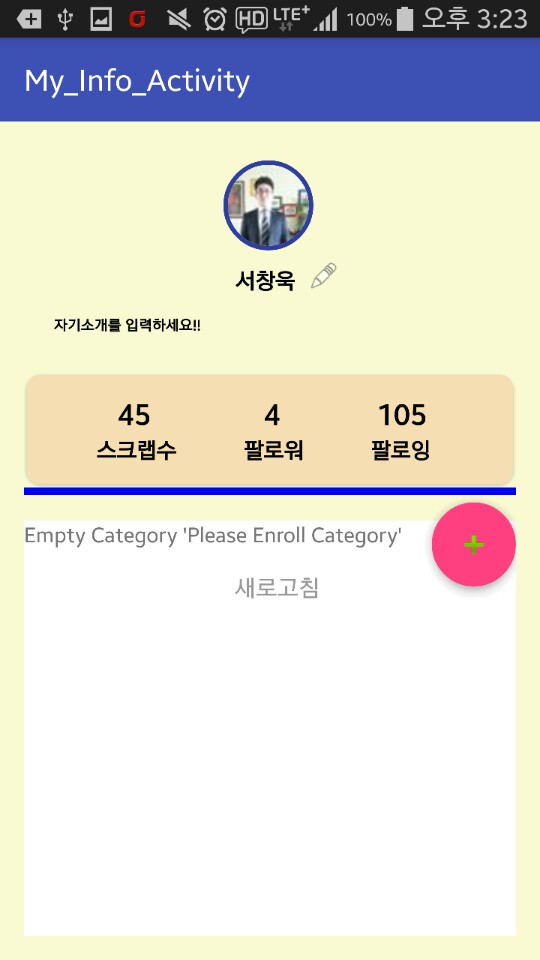 HD LTE+ 100% 오후 3:23
My_Info_Activity
서창욱
자기소개를 입력하세요!!
45 4 105
스크랩수 팔로워 팔로잉
Empty Category 'Please Enroll Category'
+
새로고침